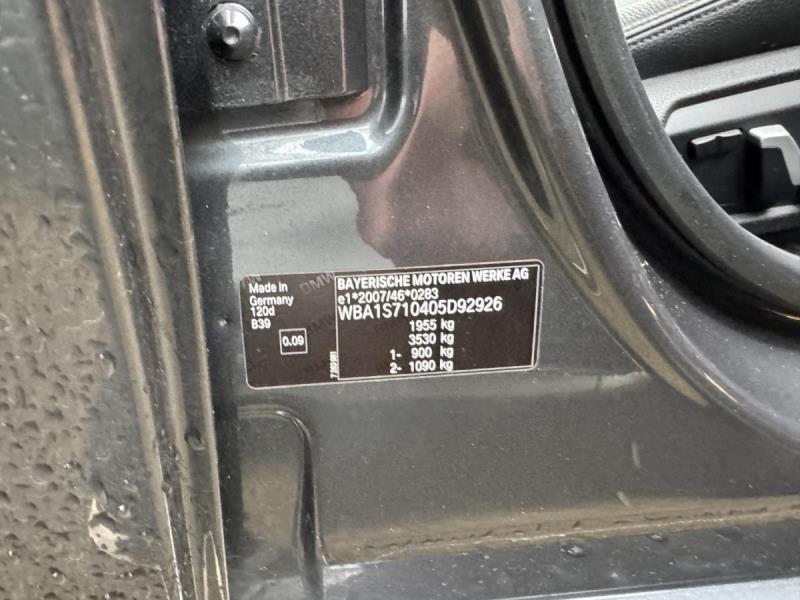 Made in
Germany
120d
B39
0.09
BAYERISCHE MOTOREN WERKE AG
e1*2007/46*0283
WBA1S710405D92926
1955 kg
3530 kg
1- 900 kg
2- 1090 kg
BMW